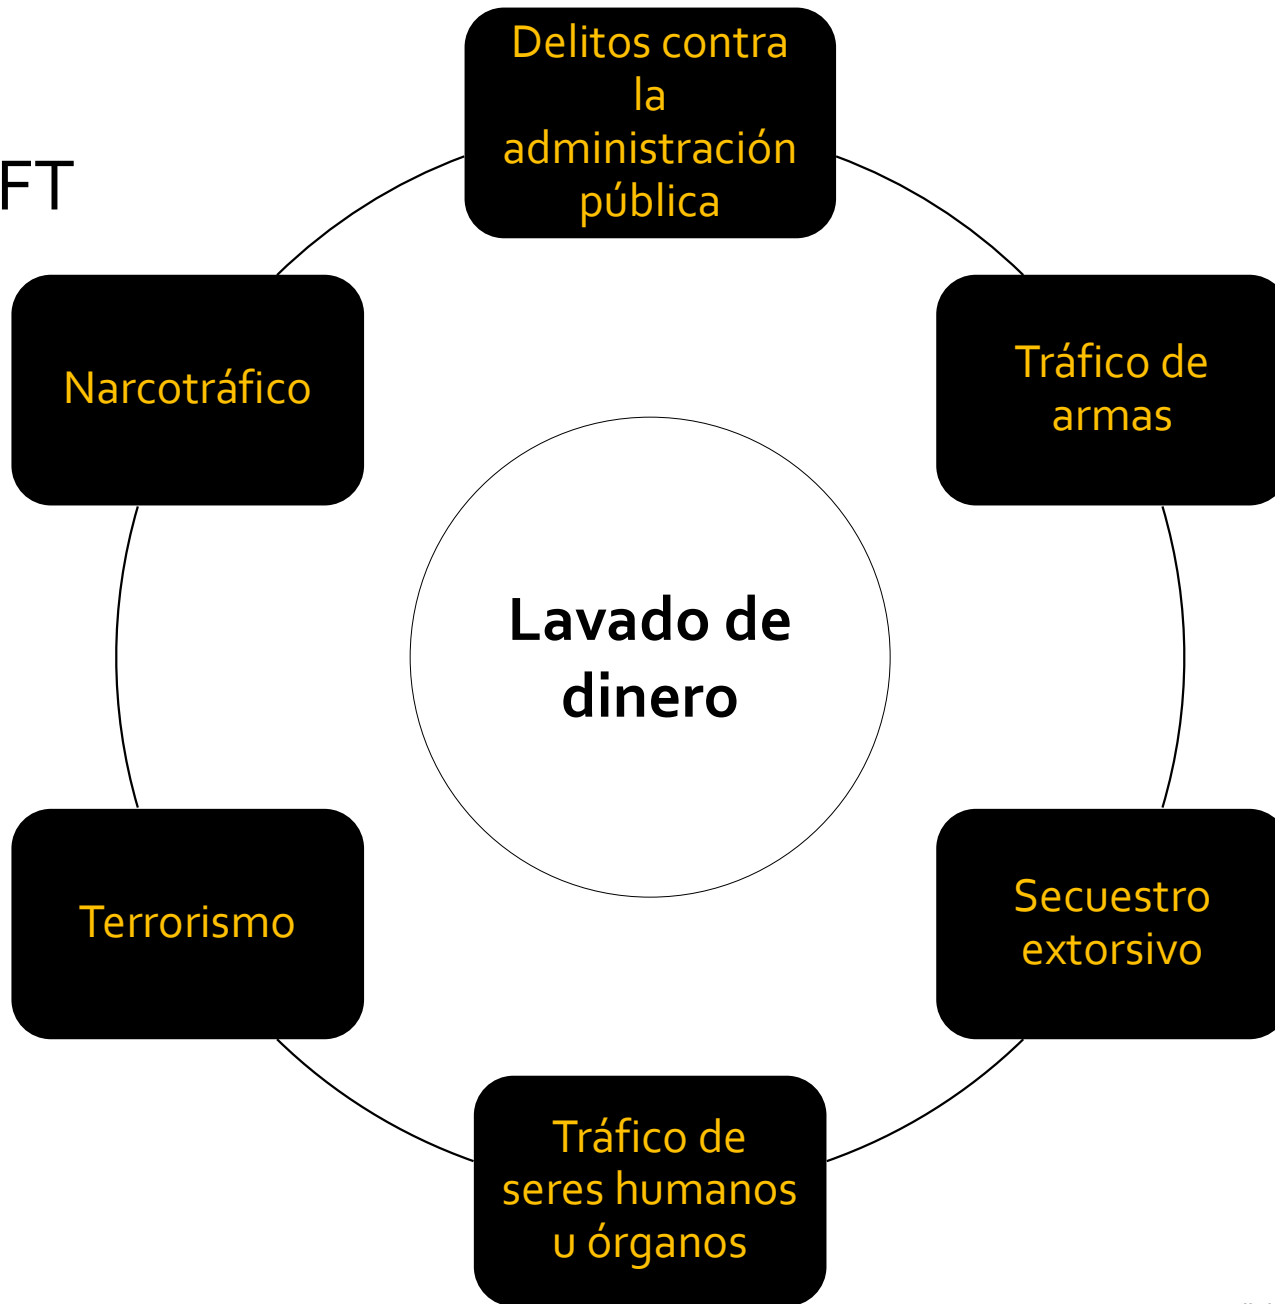 Delitos contra
la
administración
pública
FT
Narcotráfico
Tráfico de
armas
Lavado de
dinero
Terrorismo
Secuestro
extorsivo
Tráfico de
seres humanos
u órganos